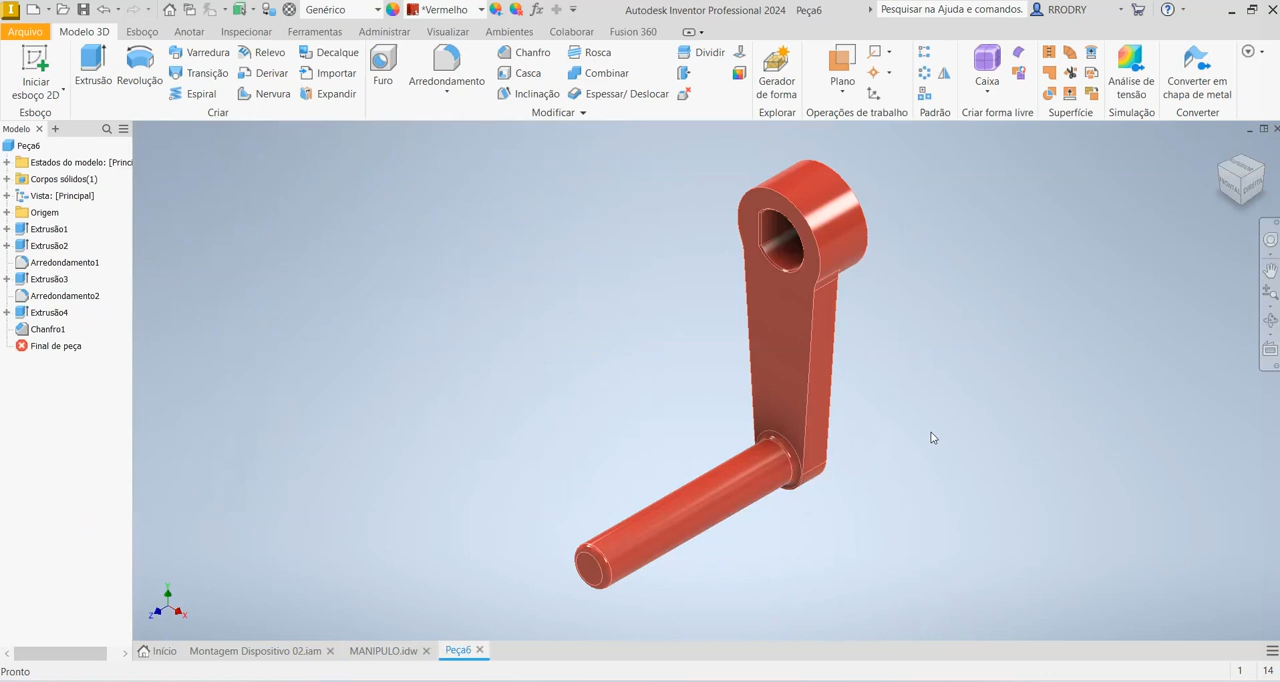 Genérico
*Vermelho
Autodesk Inventor Professional 2024
Peça6
Pesquisar na Ajuda e comandos.
RRODRY
Arquivo
Modelo 3D
Esboço
Anotar
Inspecionar
Ferramentas
Administrar
Visualizar
Ambientes
Colaborar
Fusion 360
Iniciar
esboço 2D
Extrusão
Revolução
Varredura
Transição
Espiral
Relevo
Derivar
Nervura
Decalque
Importar
Expandir
Furo
Arredondamento
Chanfro
Casca
Inclinação
Rosca
Combinar
Espessar/ Deslocar
Dividir
Gerador
de forma
Plano
Caixa
Análise de
tensão
Converter em
chapa de metal
Esboço
Criar
Modificar
Explorar
Operações de trabalho
Padrão
Criar forma livre
Superfície
Simulação
Converter
Modelo
Peça6
Estados do modelo: [Princi
Corpos sólidos(1)
Vista: [Principal]
Origem
Extrusão1
Extrusão2
Arredondamento1
Extrusão3
Arredondamento2
Extrusão4
Chanfro1
Final de peça
FRONTAL
DIREITA
Y
Z
X
Início
Montagem Dispositivo 02.iam
MANIPULO.idw
Peça6
Pronto
1
14